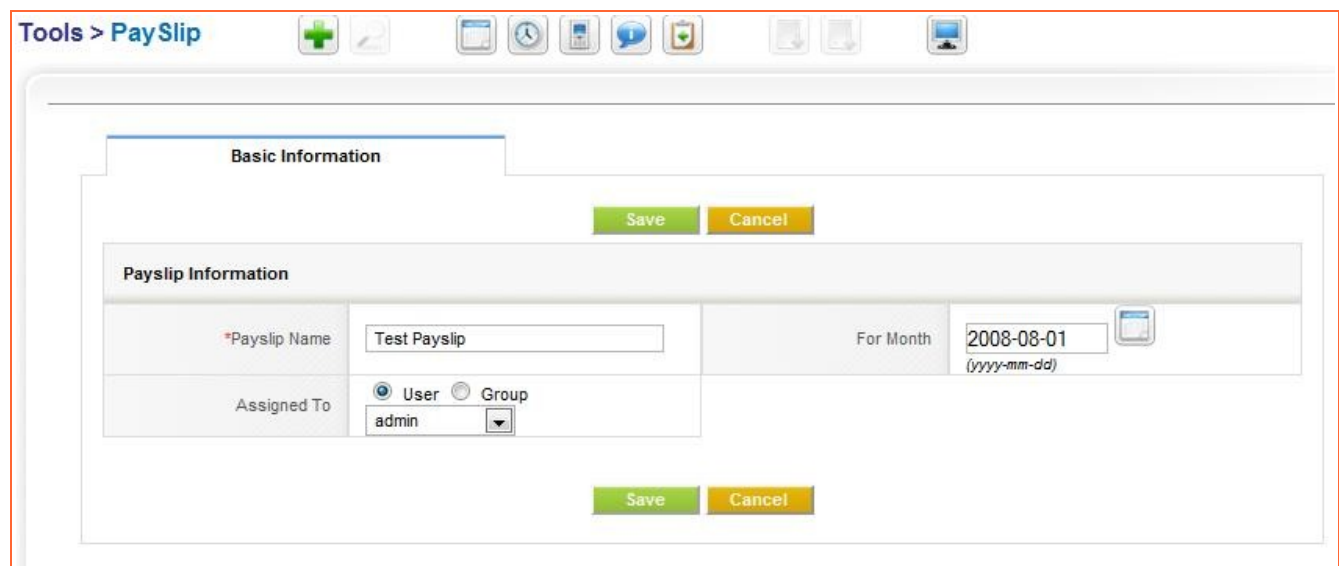 Tools > PaySlip
Basic Information
Save Cancel
Payslip Information
*Payslip Name Test Payslip For Month 2008-08-01
(yyyy-mm-dd)
Assigned To User Group
admin
Save Cancel